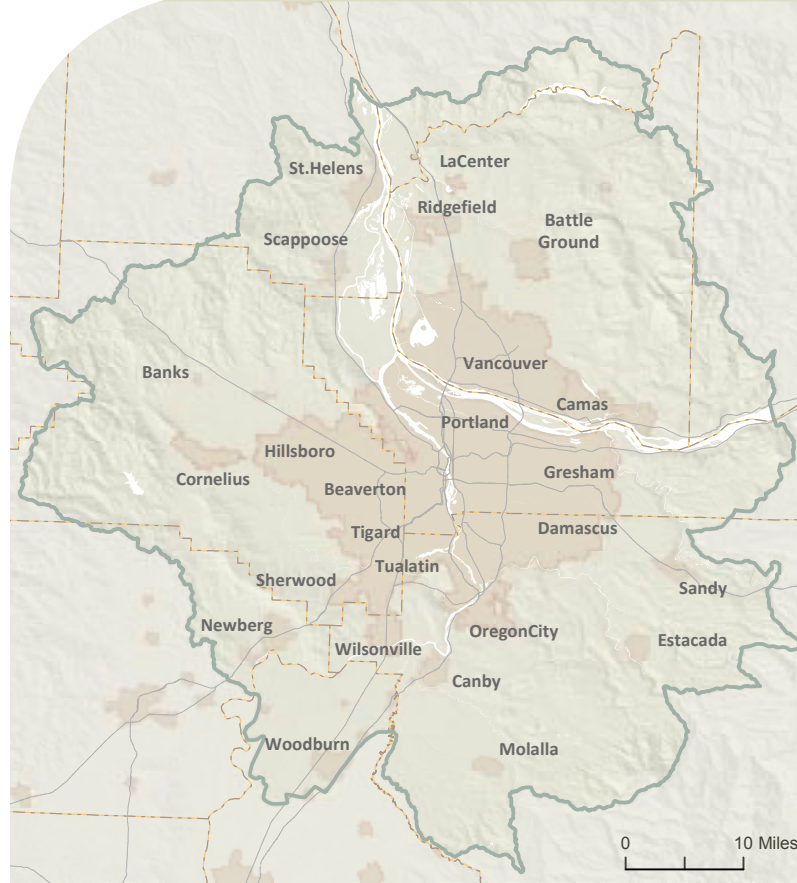 LaCenter
St.Helens
Ridgefield
Battle
Ground
Scappoose
Vancouver
Banks
Camas
Portland
Hillsboro
Gresham
Cornelius
Beaverton
Damascus
Tigard
Tualatin
Sherwood
Sandy
Newberg
OregonCity
Estacada
Wilsonville
Canby
Woodburn
Molalla
0 10 Miles